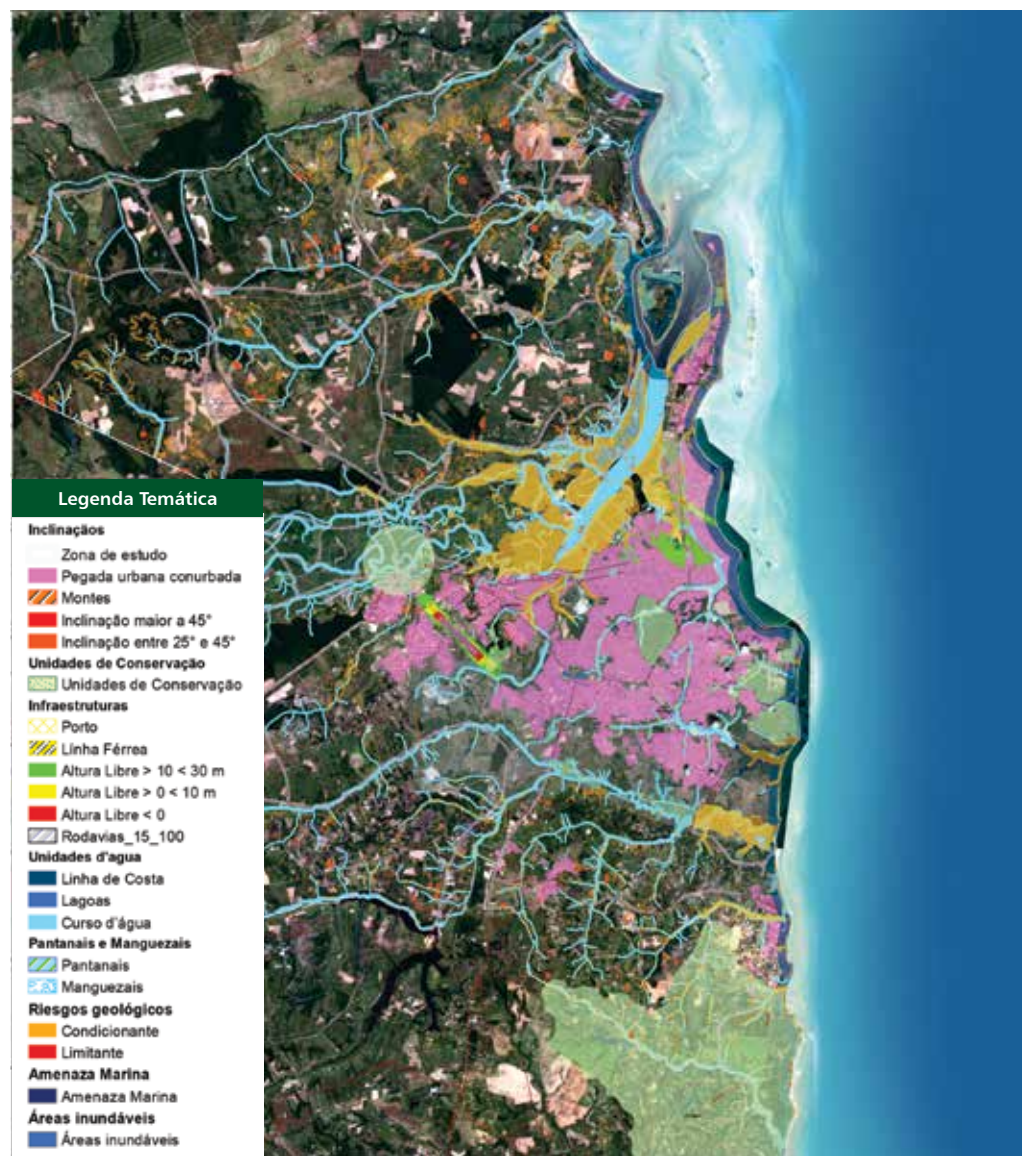 Legenda Temática
Inclinaçãos
Zona de estudo
Pegada urbana conurbada
Montes
Inclinação maior a 45°
Inclinação entre 25° e 45°
Unidades de Conservação
Unidades de Conservação
Infraestruturas
Porto
Línha Férrea
Altura Libre > 10 < 30 m
Altura Libre > 0 < 10 m
Altura Libre < 0
Rodavias_15_100
Unidades d'agua
Linha de Costa
Lagoas
Curso d'água
Pantanais e Manguezais
Pantanais
Manguezais
Riesgos geológicos
Condicionante
Limitante
Amenaza Marina
Amenaza Marina
Áreas inundáveis
Áreas inundáveis